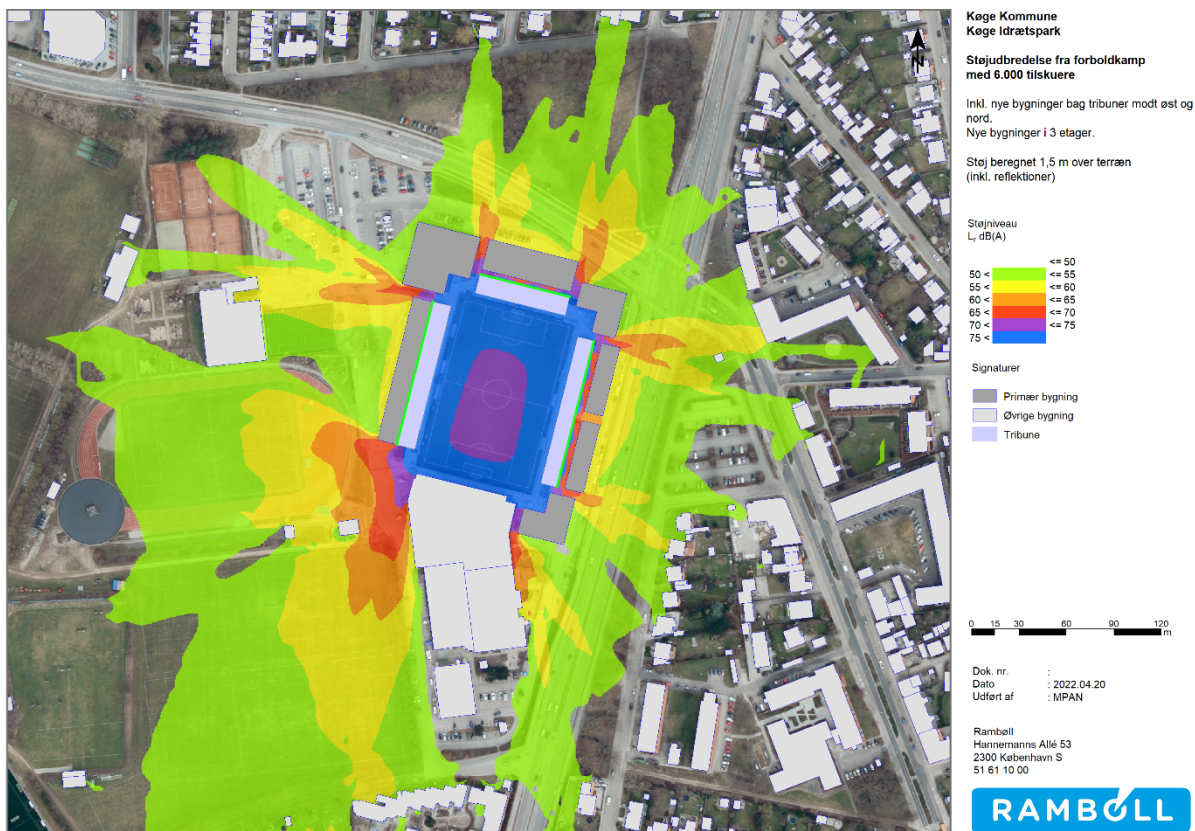 Køge Kommune
Køge Idrætspark
N
Støjudbredelse fra forboldkamp
med 6.000 tilskuere
Inkl. nye bygninger bag tribuner modt øst og
nord.
Nye bygninger i 3 etager.
Støj beregnet 1,5 m over terræn
(inkl. reflektioner)
Støjniveau
Lr dB(A)
<= 50
50 < <= 55
55 < <= 60
60 < <= 65
65 < <= 70
70 < <= 75
75 <
Signaturer
Primær bygning
Øvrige bygning
Tribune
0 15 30 60 90 120
m
Dok. nr. :
Dato : 2022.04.20
Udført af : MPAN
Rambøll
Hannemanns Allé 53
2300 København S
51 61 10 00
RAMBOLL